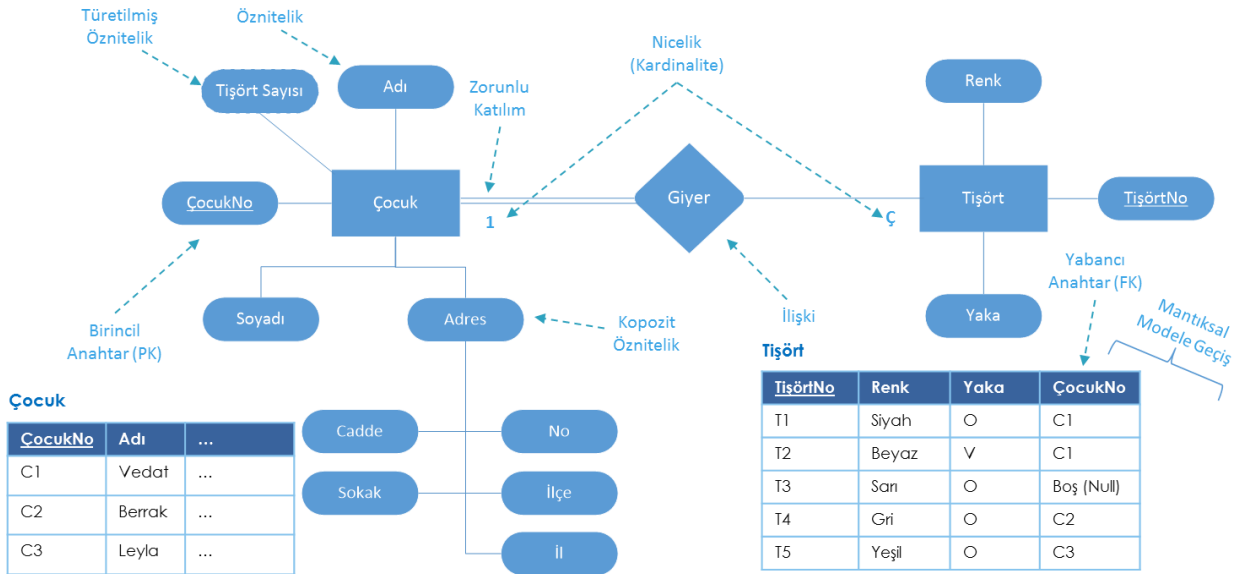 Türetilmiş
Öznitelik
Öznitelik
Nicelik
(Kardinalite)
Tişört Sayısı
Adı
Zorunlu
Katılım
Renk
ÇocukNo
Çocuk
1
Giyer
Ç
Tişört
TişörtNo
Birincil
Anahtar (PK)
Soyadı
Adres
Kopozit
Öznitelik
İlişki
Yaka
Yabancı
Anahtar (FK)
Mantıksal
Modele Geçiş
Cadde
No
Sokak
İlçe
İl
Çocuk
ÇocukNo Adı ...
C1 Vedat ...
C2 Berrak ...
C3 Leyla ...
Tişört
TişörtNo Renk Yaka ÇocukNo
T1 Siyah O C1
T2 Beyaz V C1
T3 Sarı O Boş (Null)
T4 Gri O C2
T5 Yeşil O C3